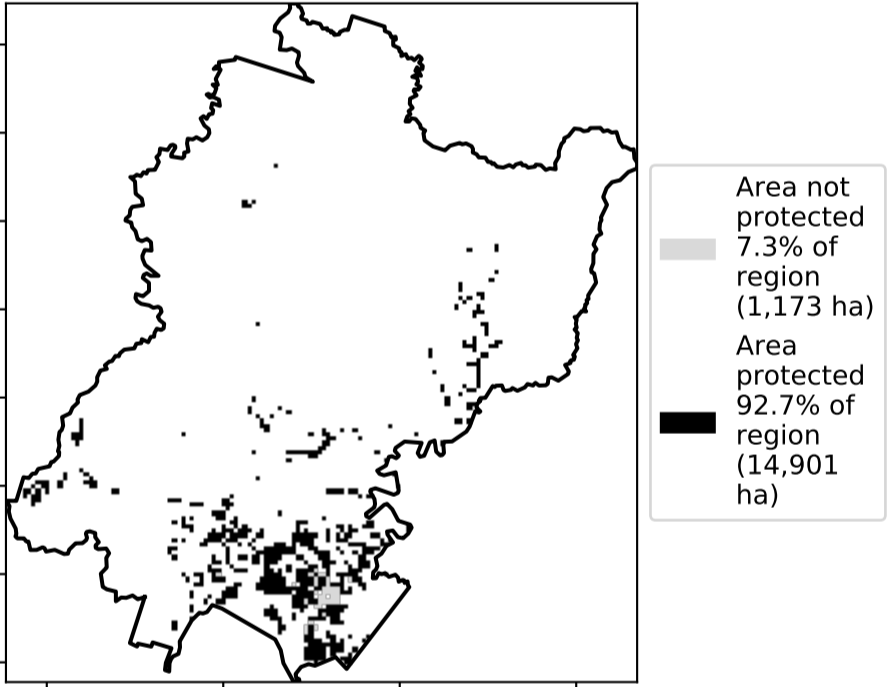 Area not
protected
7.3% of
region
(1,173 ha)
Area
protected
92.7% of
region
(14,901
ha)